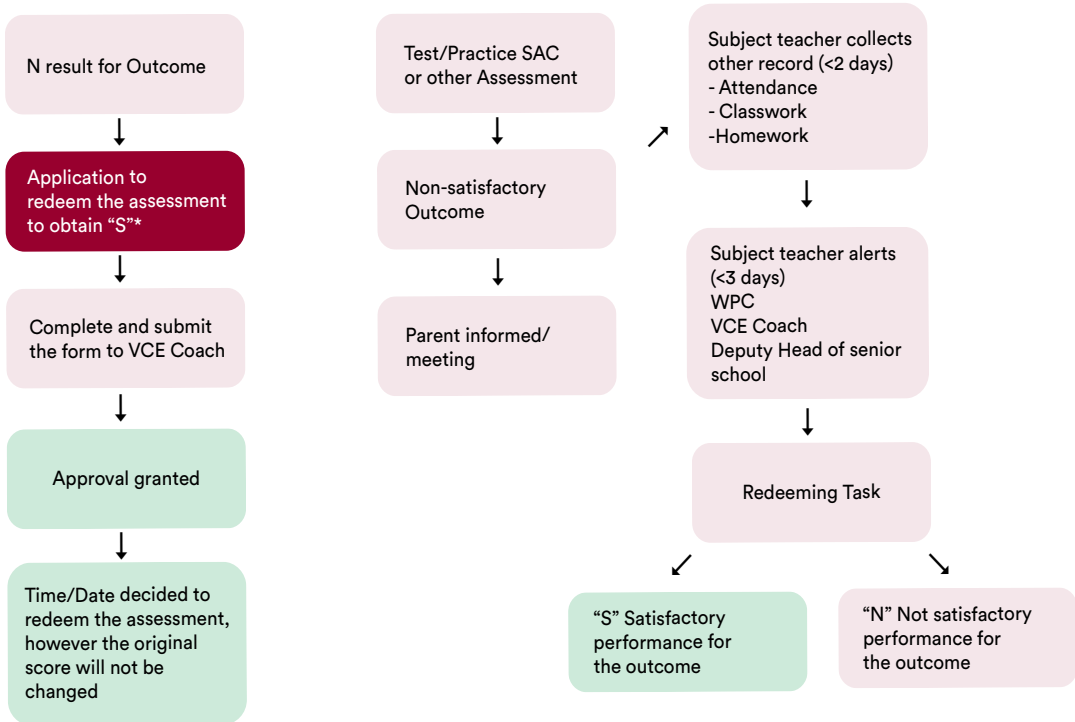 N result for Outcome
Application to
redeem the assessment
to obtain “S”*
Complete and submit
the form to VCE Coach
Approval granted
Time/Date decided to
redeem the assessment,
however the original
score will not be
changed
Test/Practice SAC
or other Assessment
Non-satisfactory
Outcome
Parent informed/
meeting
Subject teacher collects
other record (<2 days)
- Attendance
- Classwork
-Homework
Subject teacher alerts
(<3 days)
WPC
VCE Coach
Deputy Head of senior
school
Redeeming Task
“S” Satisfactory
performance for
the outcome
“N” Not satisfactory
performance for
the outcome